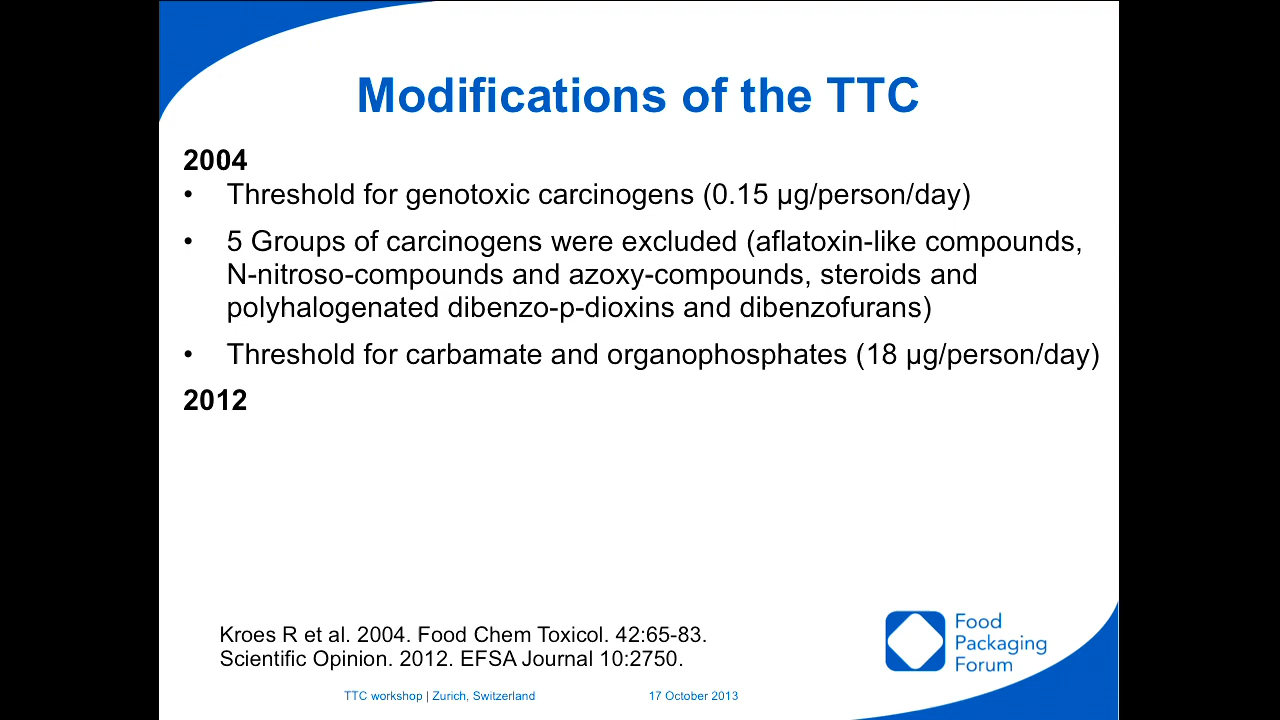 Modifications of the TTC
2004
• Threshold for genotoxic carcinogens (0.15 µg/person/day)
• 5 Groups of carcinogens were excluded (aflatoxin-like compounds,
N-nitroso-compounds and azoxy-compounds, steroids and
polyhalogenated dibenzo-p-dioxins and dibenzofurans)
• Threshold for carbamate and organophosphates (18 µg/person/day)
2012
Kroes R et al. 2004. Food Chem Toxicol. 42:65-83.
Scientific Opinion. 2012. EFSA Journal 10:2750.
Food
Packaging
Forum
TTC workshop | Zurich, Switzerland
17 October 2013